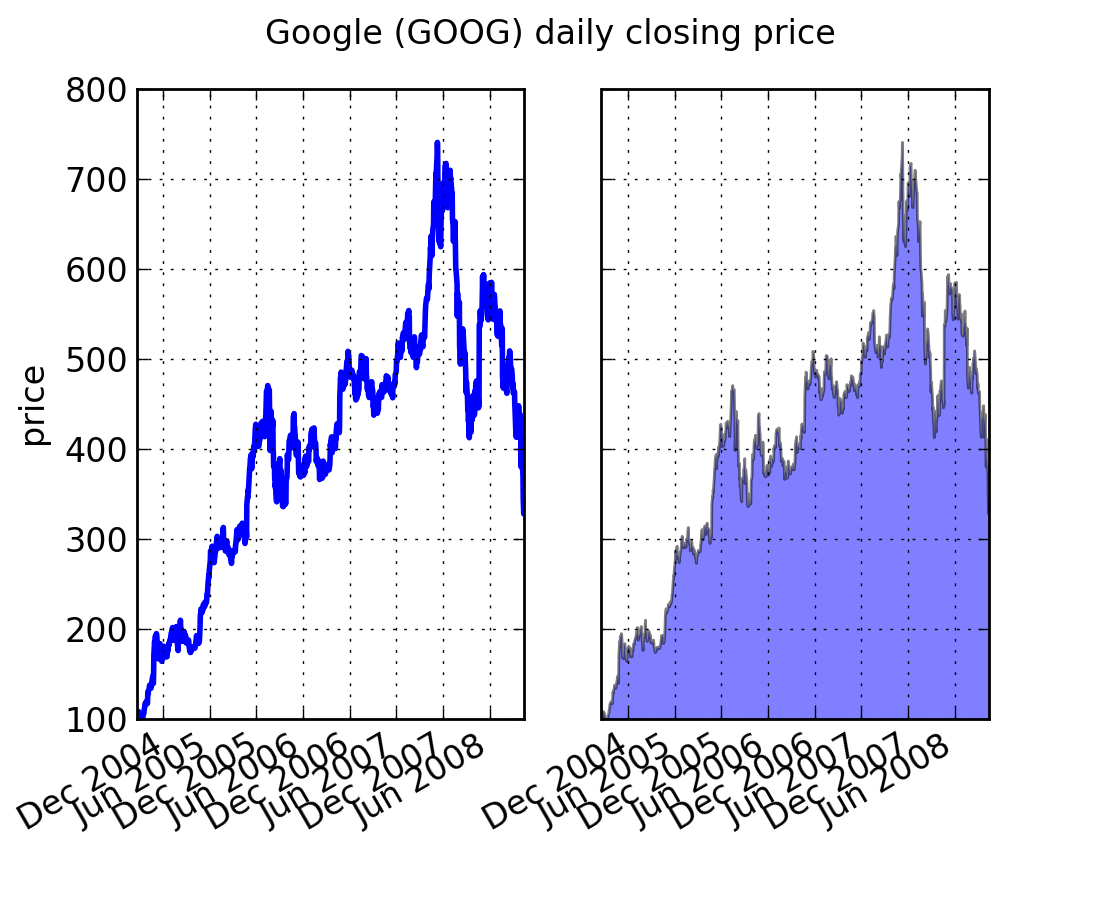 Google (GOOG) daily closing price
800
700
600
500
400
300
200
100
price
Dec 2004
Jun 2005
Dec 2005
Jun 2006
Dec 2006
Jun 2007
Dec 2007
Jun 2008
Dec 2004
Jun 2005
Dec 2005
Jun 2006
Dec 2006
Jun 2007
Dec 2007
Jun 2008